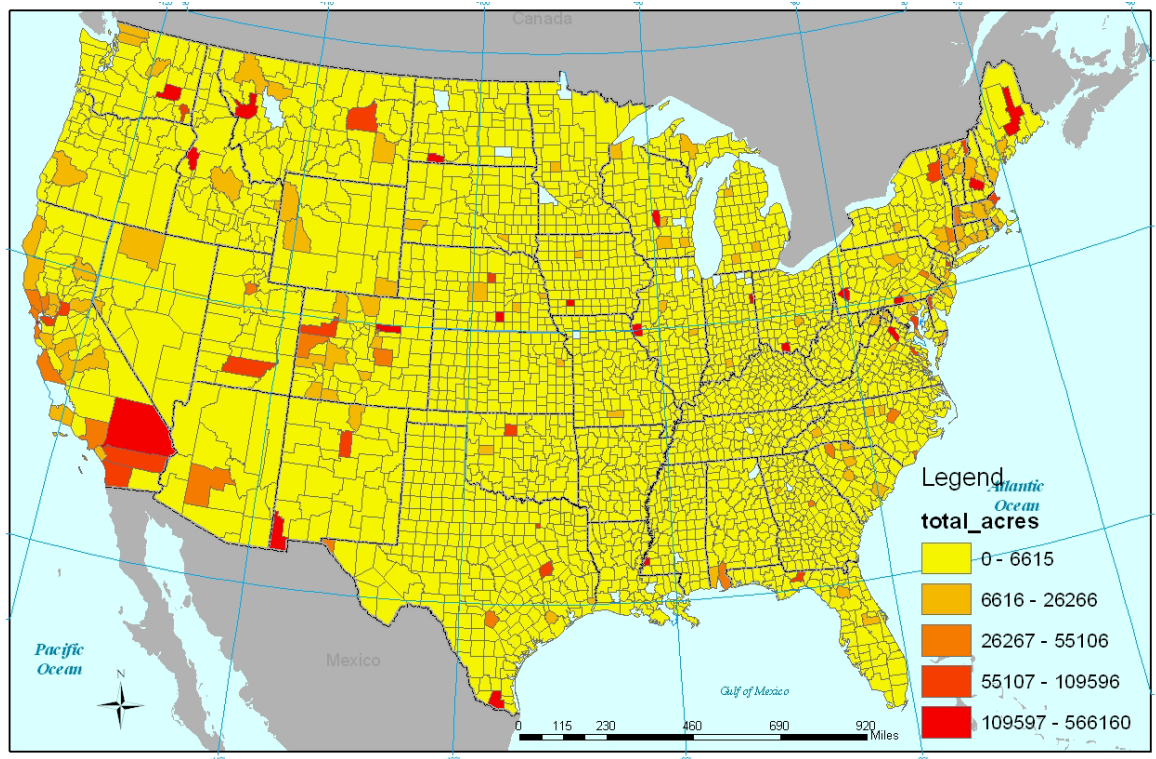 Canada
Legend
Atlantic
Ocean
total_acres
0 - 6615
6616 - 26266
26267 - 55106
55107 - 109596
109597 - 566160
Pacific
Ocean
Mexico
Gulf of Mexico
N
0 115 230 460 690 920
Miles